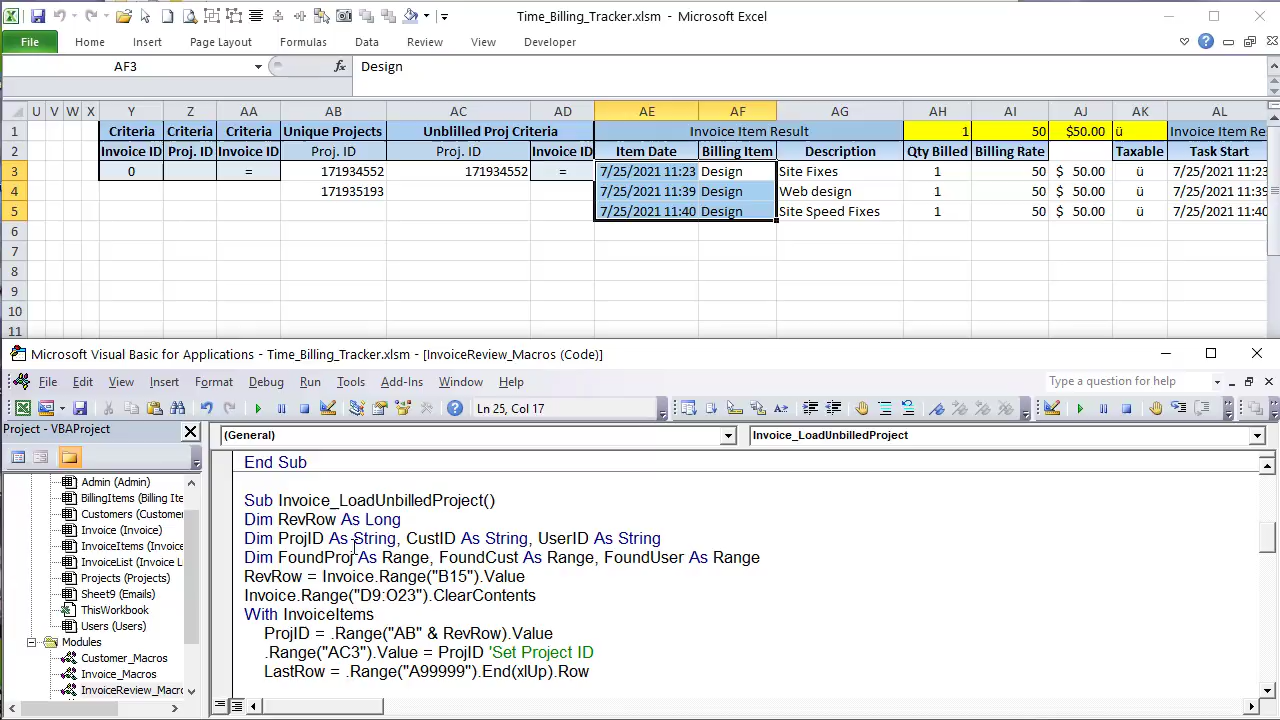 Time_Billing_Tracker.xlsm - Microsoft Excel
File Home Insert Page Layout Formulas Data Review View Developer
AF3 fx Design
U V W X Y Z AA AB AC AD AE AF AG AH AI AJ AK AL
1 Criteria Criteria Criteria Unique Projects Unblilled Proj Criteria Invoice Item Result 1 50 $50.00 ü Invoice Item Re
2 Invoice ID Proj. ID Invoice ID Proj. ID Proj. ID Invoice ID Item Date Billing Item Description Qty Billed Billing Rate Taxable Task Start
3 0 = 171934552 171934552 = 7/25/2021 11:23 Design Site Fixes 1 50 $ 50.00 ü 7/25/2021 11:23
4 171935193 7/25/2021 11:39 Design Web design 1 50 $ 50.00 ü 7/25/2021 11:39
5 7/25/2021 11:40 Design Site Speed Fixes 1 50 $ 50.00 ü 7/25/2021 11:40
6
7
8
9
10
11
Microsoft Visual Basic for Applications - Time_Billing_Tracker.xlsm - [InvoiceReview_Macros (Code)]
File Edit View Insert Format Debug Run Tools Add-Ins Window Help Type a question for help
Ln 25, Col 17
Project - VBAProject
Admin (Admin)
BillingItems (Billing Ite
Customers (Customers
Invoice (Invoice)
InvoiceItems (Invoice
InvoiceList (Invoice L
Projects (Projects)
Sheet9 (Emails)
ThisWorkbook
Users (Users)
Modules
Customer_Macros
Invoice_Macros
InvoiceReview_Macro
(General) Invoice_LoadUnbilledProject
End Sub
Sub Invoice_LoadUnbilledProject()
Dim RevRow As Long
Dim ProjID As String, CustID As String, UserID As String
Dim FoundProj As Range, FoundCust As Range, FoundUser As Range
RevRow = Invoice.Range("B15").Value
Invoice.Range("D9:O23").ClearContents
With InvoiceItems
ProjID = .Range("AB" & RevRow).Value
.Range("AC3").Value = ProjID 'Set Project ID
LastRow = .Range("A99999").End(xlUp).Row